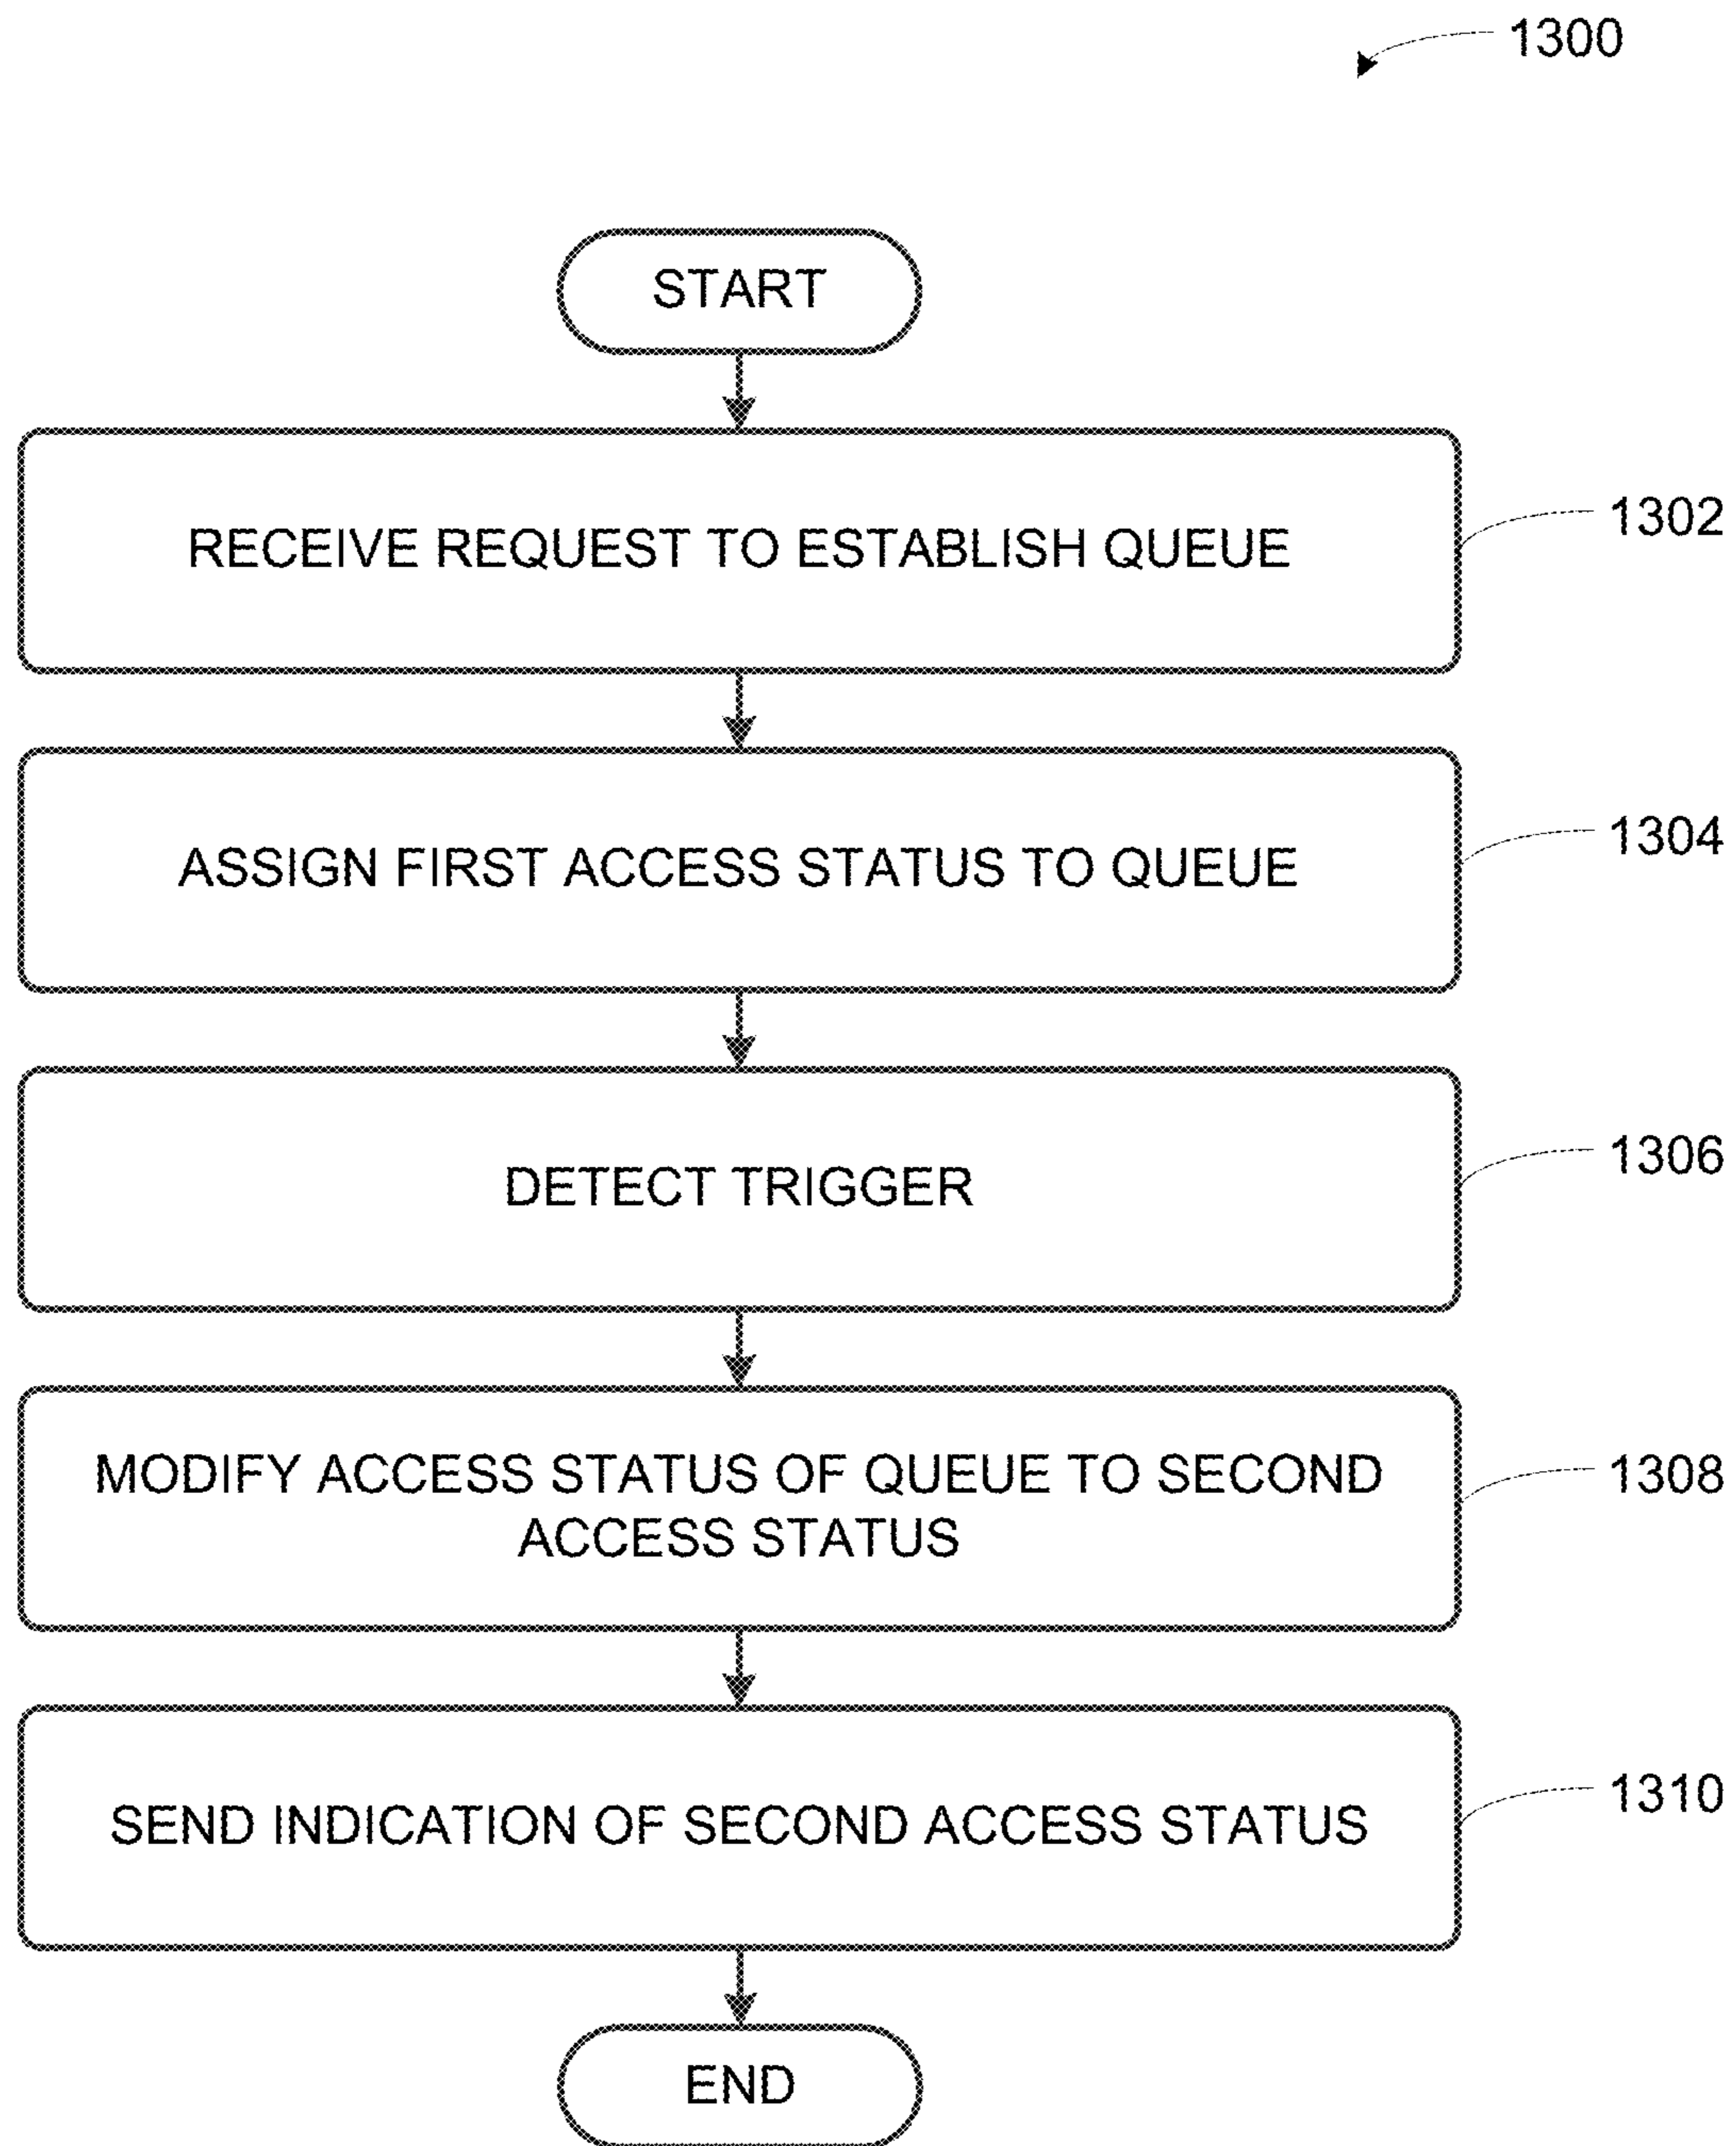 1300
START
RECEIVE REQUEST TO ESTABLISH QUEUE
1302
ASSIGN FIRST ACCESS STATUS TO QUEUE
1304
DETECT TRIGGER
1306
MODIFY ACCESS STATUS OF QUEUE TO SECOND
ACCESS STATUS
1308
SEND INDICATION OF SECOND ACCESS STATUS
1310
END